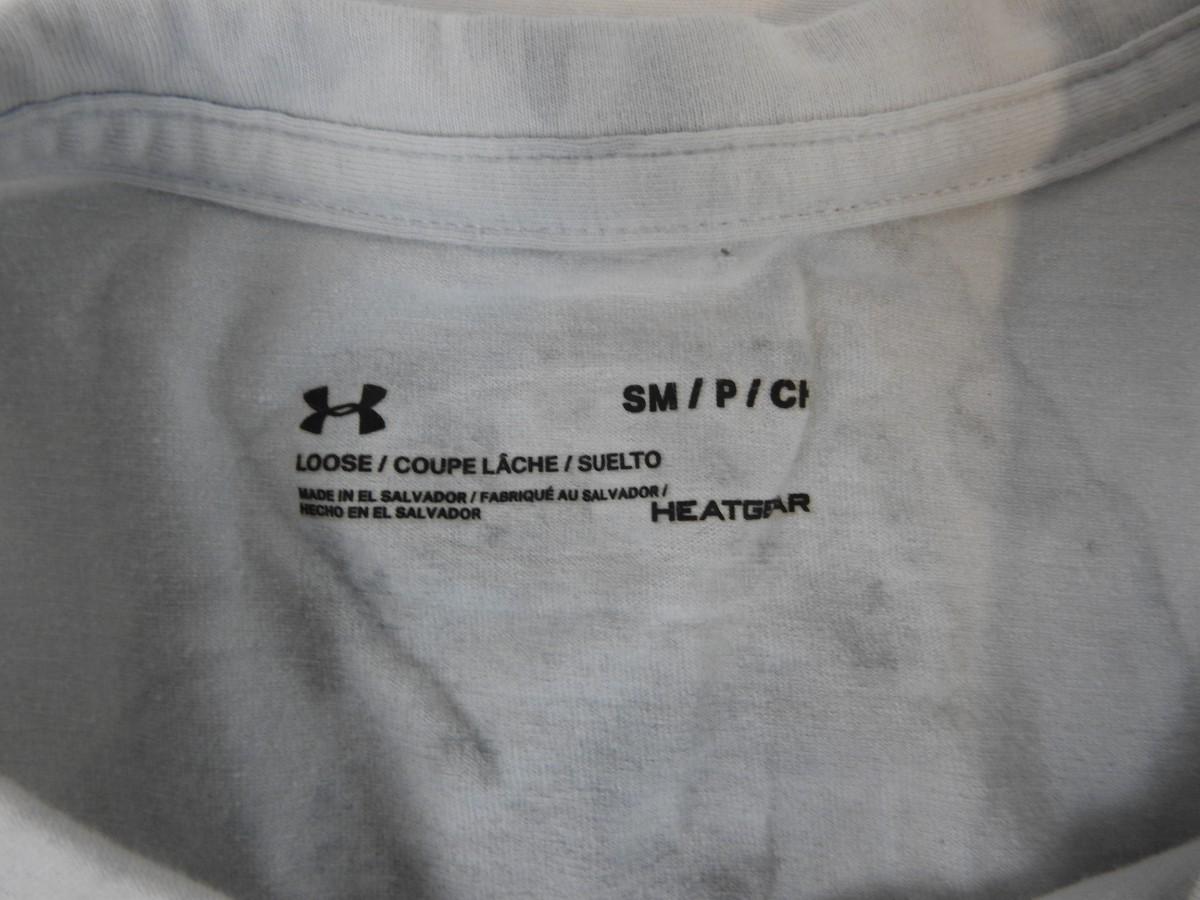 SM / P / CH
LOOSE / COUPE LÂCHE / SUELTO
MADE IN EL SALVADOR / FABRIQUÉ AU SALVADOR /
HECHO EN EL SALVADOR
HEATGEAR